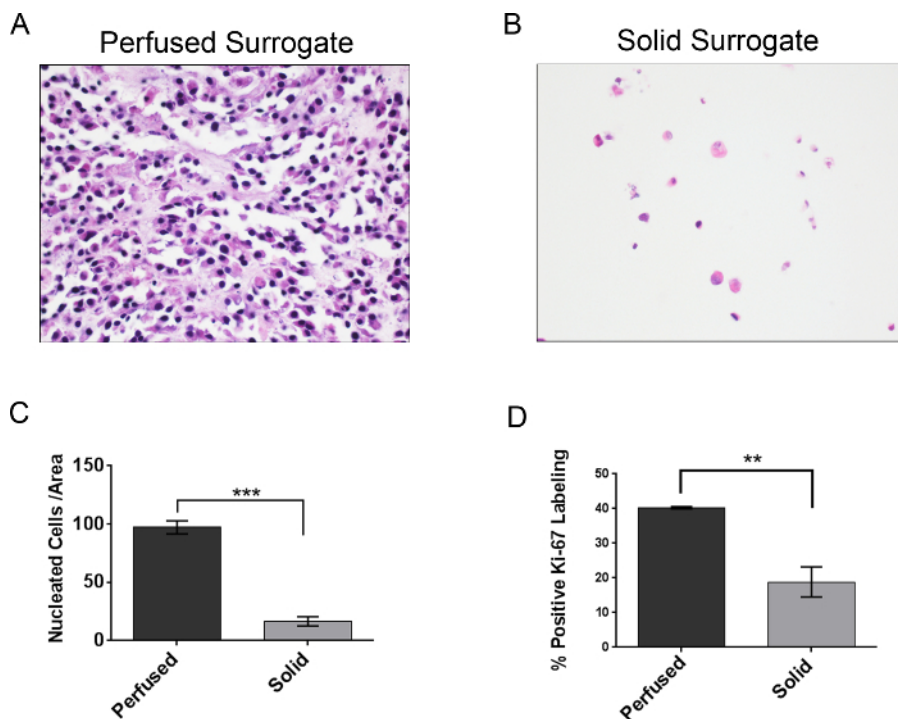 A
Perfused Surrogate
B
Solid Surrogate
C
Nucleated Cells /Area
150
100
50
0
***
Perfused
Solid
D
% Positive Ki-67 Labeling
50
40
30
20
10
0
**
Perfused
Solid